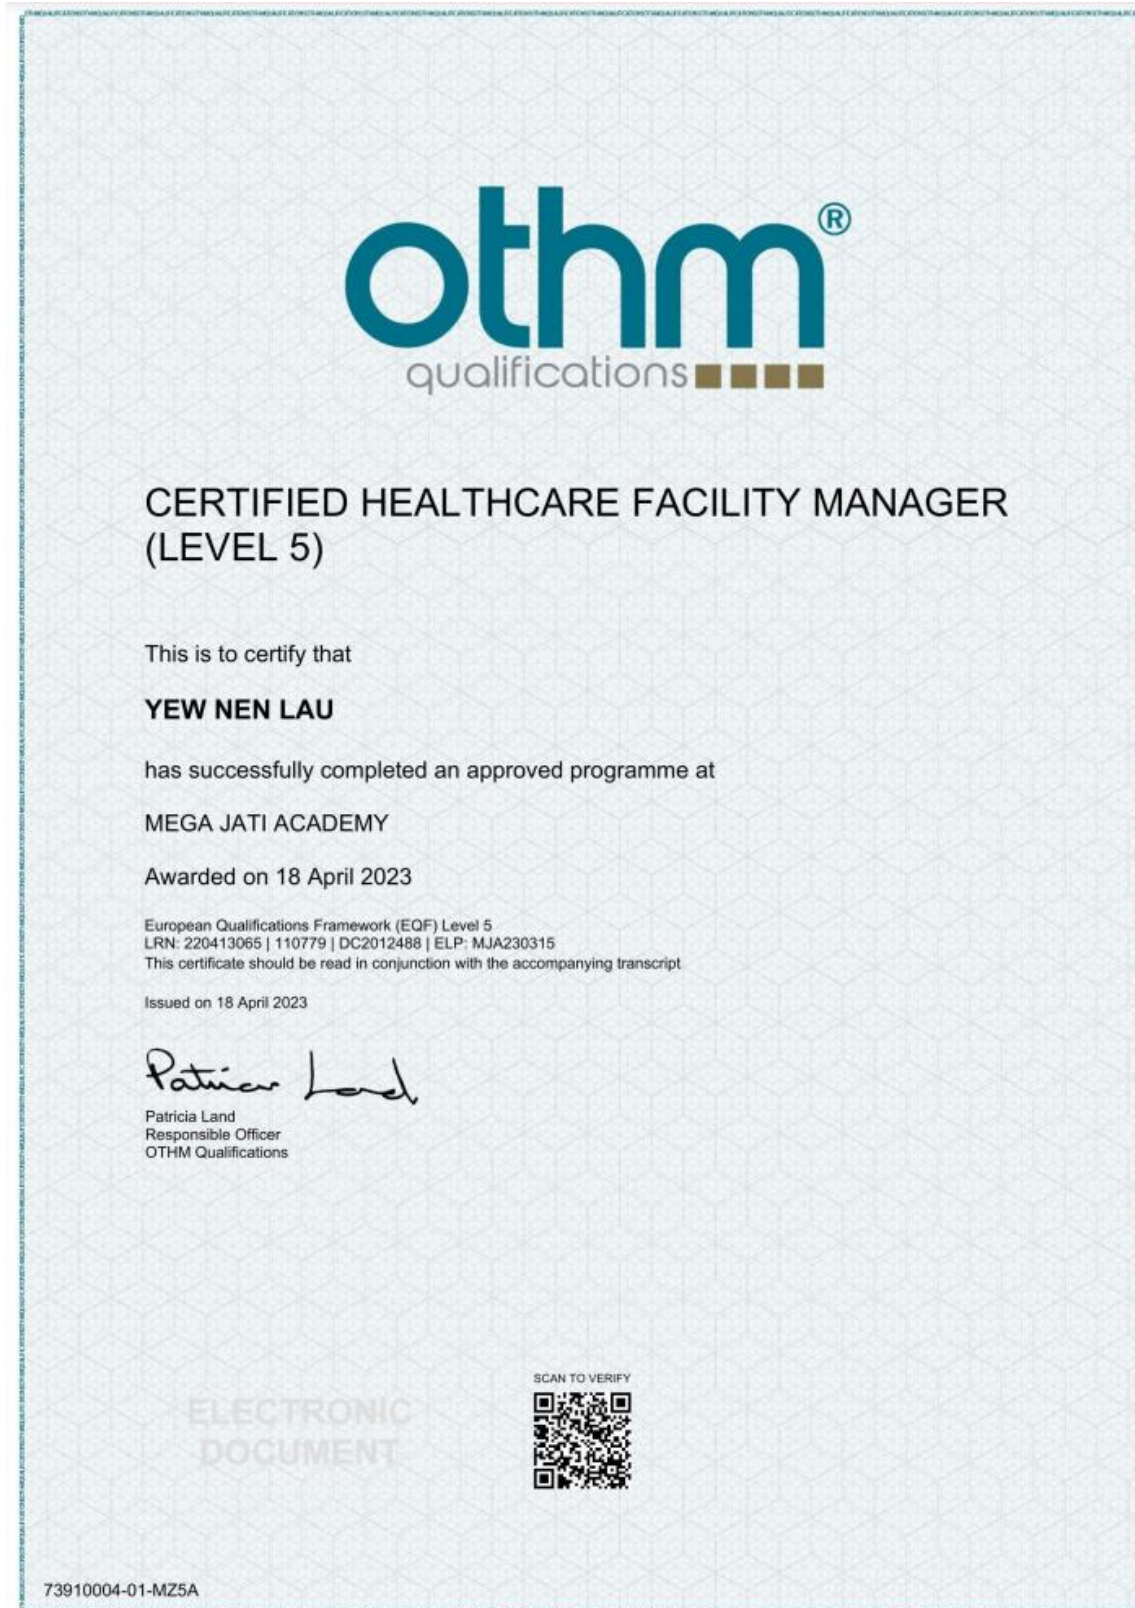 othm®
qualifications
CERTIFIED HEALTHCARE FACILITY MANAGER
(LEVEL 5)
This is to certify that
YEW NEN LAU
has successfully completed an approved programme at
MEGA JATI ACADEMY
Awarded on 18 April 2023
European Qualifications Framework (EQF) Level 5
LRN: 220413065 | 110779 | DC2012488 | ELP: MJA230315
This certificate should be read in conjunction with the accompanying transcript
Issued on 18 April 2023
Patricia Land
Patricia Land
Responsible Officer
OTHM Qualifications
SCAN TO VERIFY
ELECTRONIC
DOCUMENT
73910004-01-MZ5A